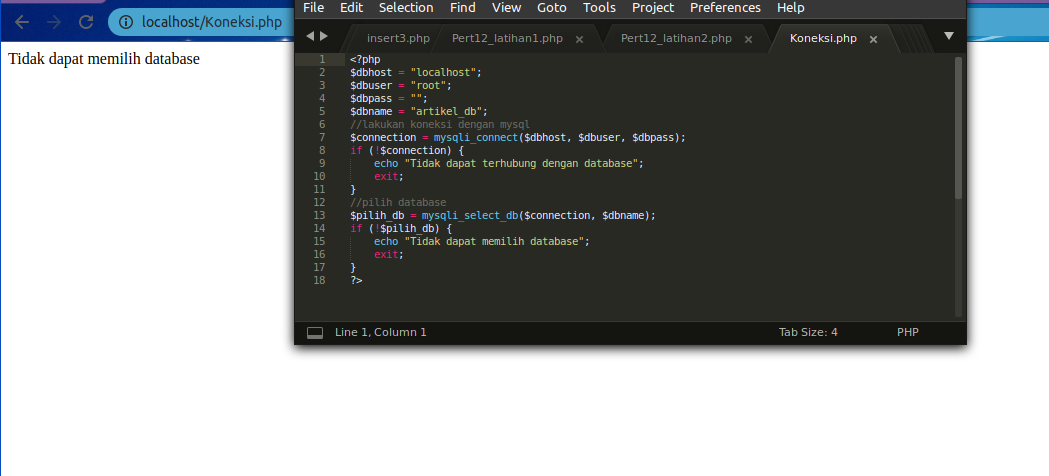 localhost/Koneksi.php
Tidak dapat memilih database
File Edit Selection Find View Goto Tools Project Preferences Help
insert3.php Pert12_latihan1.php × Pert12_latihan2.php × Koneksi.php ×
1 <?php
2 $dbhost = "localhost";
3 $dbuser = "root";
4 $dbpass = "";
5 $dbname = "artikel_db";
6 //lakukan koneksi dengan mysql
7 $connection = mysqli_connect($dbhost, $dbuser, $dbpass);
8 if (!$connection) {
9 echo "Tidak dapat terhubung dengan database";
10 exit;
11 }
12 //pilih database
13 $pilih_db = mysqli_select_db($connection, $dbname);
14 if (!$pilih_db) {
15 echo "Tidak dapat memilih database";
16 exit;
17 }
18 ?>
Line 1, Column 1 Tab Size: 4 PHP